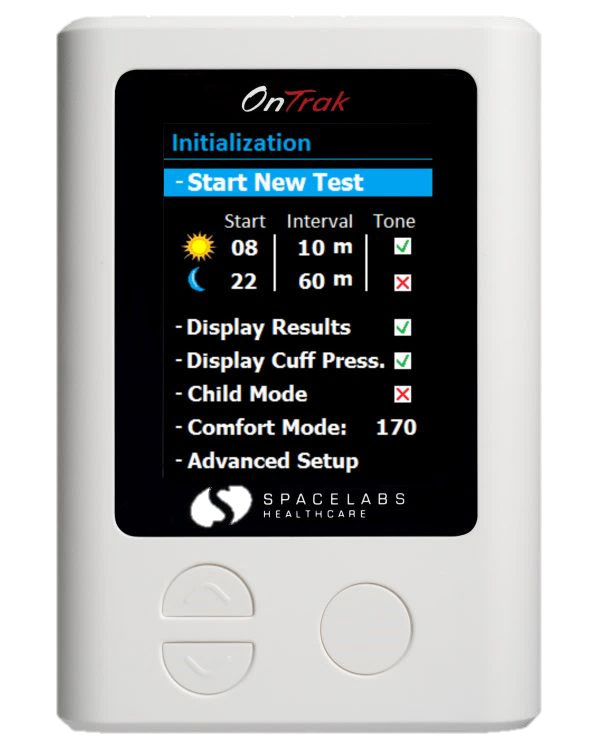 OnTrak
Initialization
- Start New Test
Start Interval Tone
08 10 m
22 60 m
- Display Results
- Display Cuff Press.
- Child Mode
- Comfort Mode: 170
- Advanced Setup
SPACELABS
HEALTHCARE